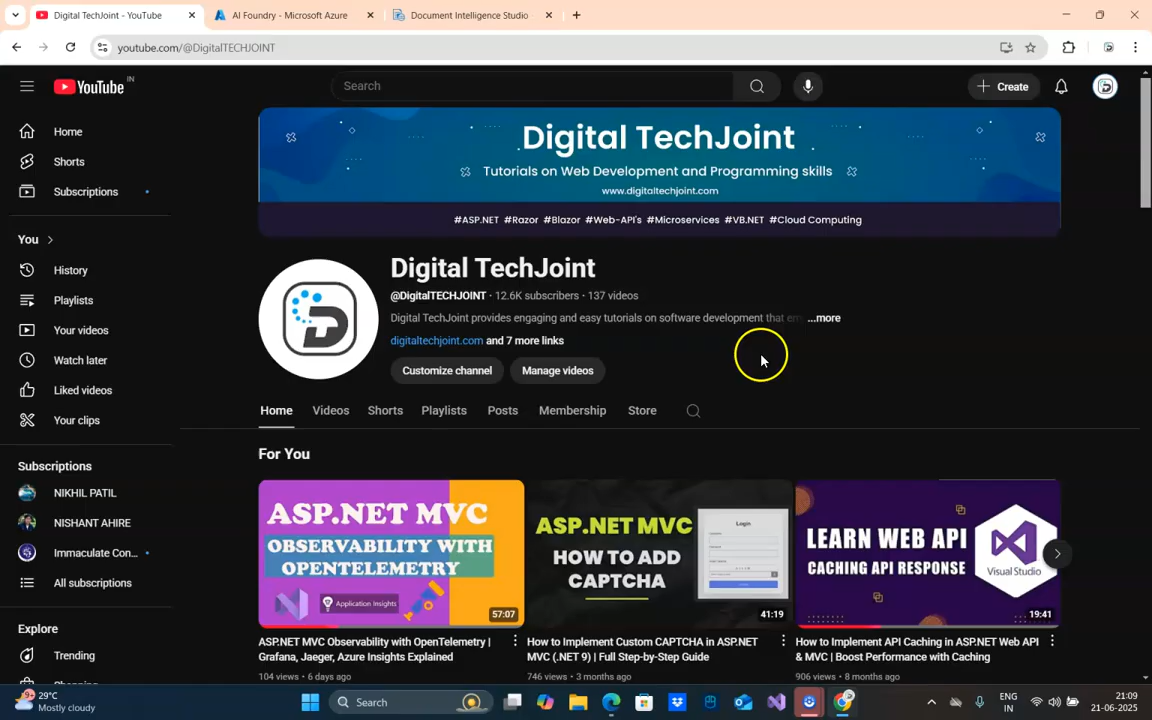 Digital TechJoint - YouTube
AI Foundry - Microsoft Azure
Document Intelligence Studio
youtube.com/@DigitalTECHJOINT
YouTube IN
Search
Create
Home
Shorts
Subscriptions
You
History
Playlists
Your videos
Watch later
Liked videos
Your clips
Subscriptions
NIKHIL PATIL
NISHANT AHIRE
Immaculate Con...
All subscriptions
Explore
Trending
Digital TechJoint
Tutorials on Web Development and Programming skills
www.digitaltechjoint.com
#ASP.NET #Razor #Blazor #Web-API's #Microservices #VB.NET #Cloud Computing
Digital TechJoint
@DigitalTECHJOINT · 12.6K subscribers · 137 videos
Digital TechJoint provides engaging and easy tutorials on software development that ...more
digitaltechjoint.com and 7 more links
Customize channel
Manage videos
Home Videos Shorts Playlists Posts Membership Store
For You
ASP.NET MVC
OBSERVABILITY WITH
OPENTELEMETRY
Application Insights
57:07
ASP.NET MVC Observability with OpenTelemetry |
Grafana, Jaeger, Azure Insights Explained
104 views · 6 days ago
ASP.NET MVC
HOW TO ADD
CAPTCHA
Login
41:19
How to Implement Custom CAPTCHA in ASP.NET
MVC (.NET 9) | Full Step-by-Step Guide
746 views · 3 months ago
LEARN WEB API
CACHING API RESPONSE
Visual Studio
19:41
How to Implement API Caching in ASP.NET Web API
& MVC | Boost Performance with Caching
906 views · 8 months ago
29°C
Mostly cloudy
Search
ENG
IN
21:09
21-06-2025